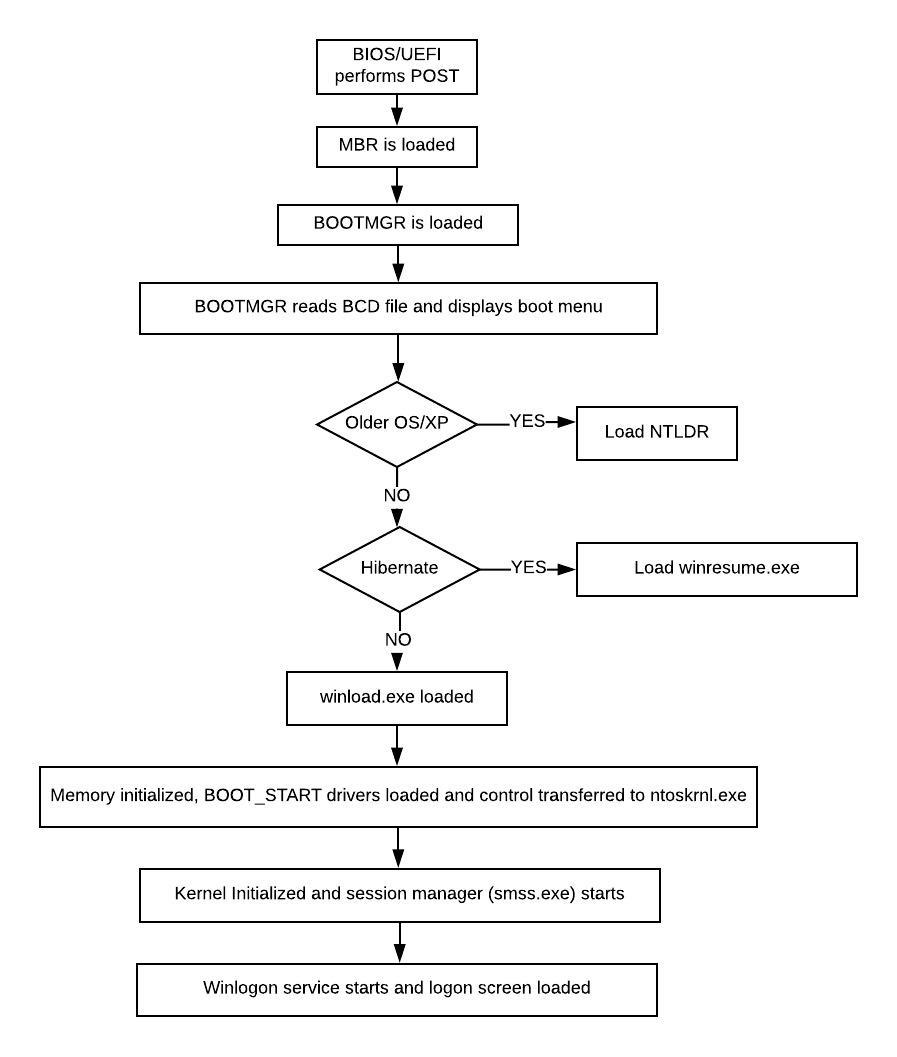 BIOS/UEFI
performs POST
MBR is loaded
BOOTMGR is loaded
BOOTMGR reads BCD file and displays boot menu
Older OS/XP
YES
Load NTLDR
NO
Hibernate
YES
Load winresume.exe
NO
winload.exe loaded
Memory initialized, BOOT_START drivers loaded and control transferred to ntoskrnl.exe
Kernel Initialized and session manager (smss.exe) starts
Winlogon service starts and logon screen loaded